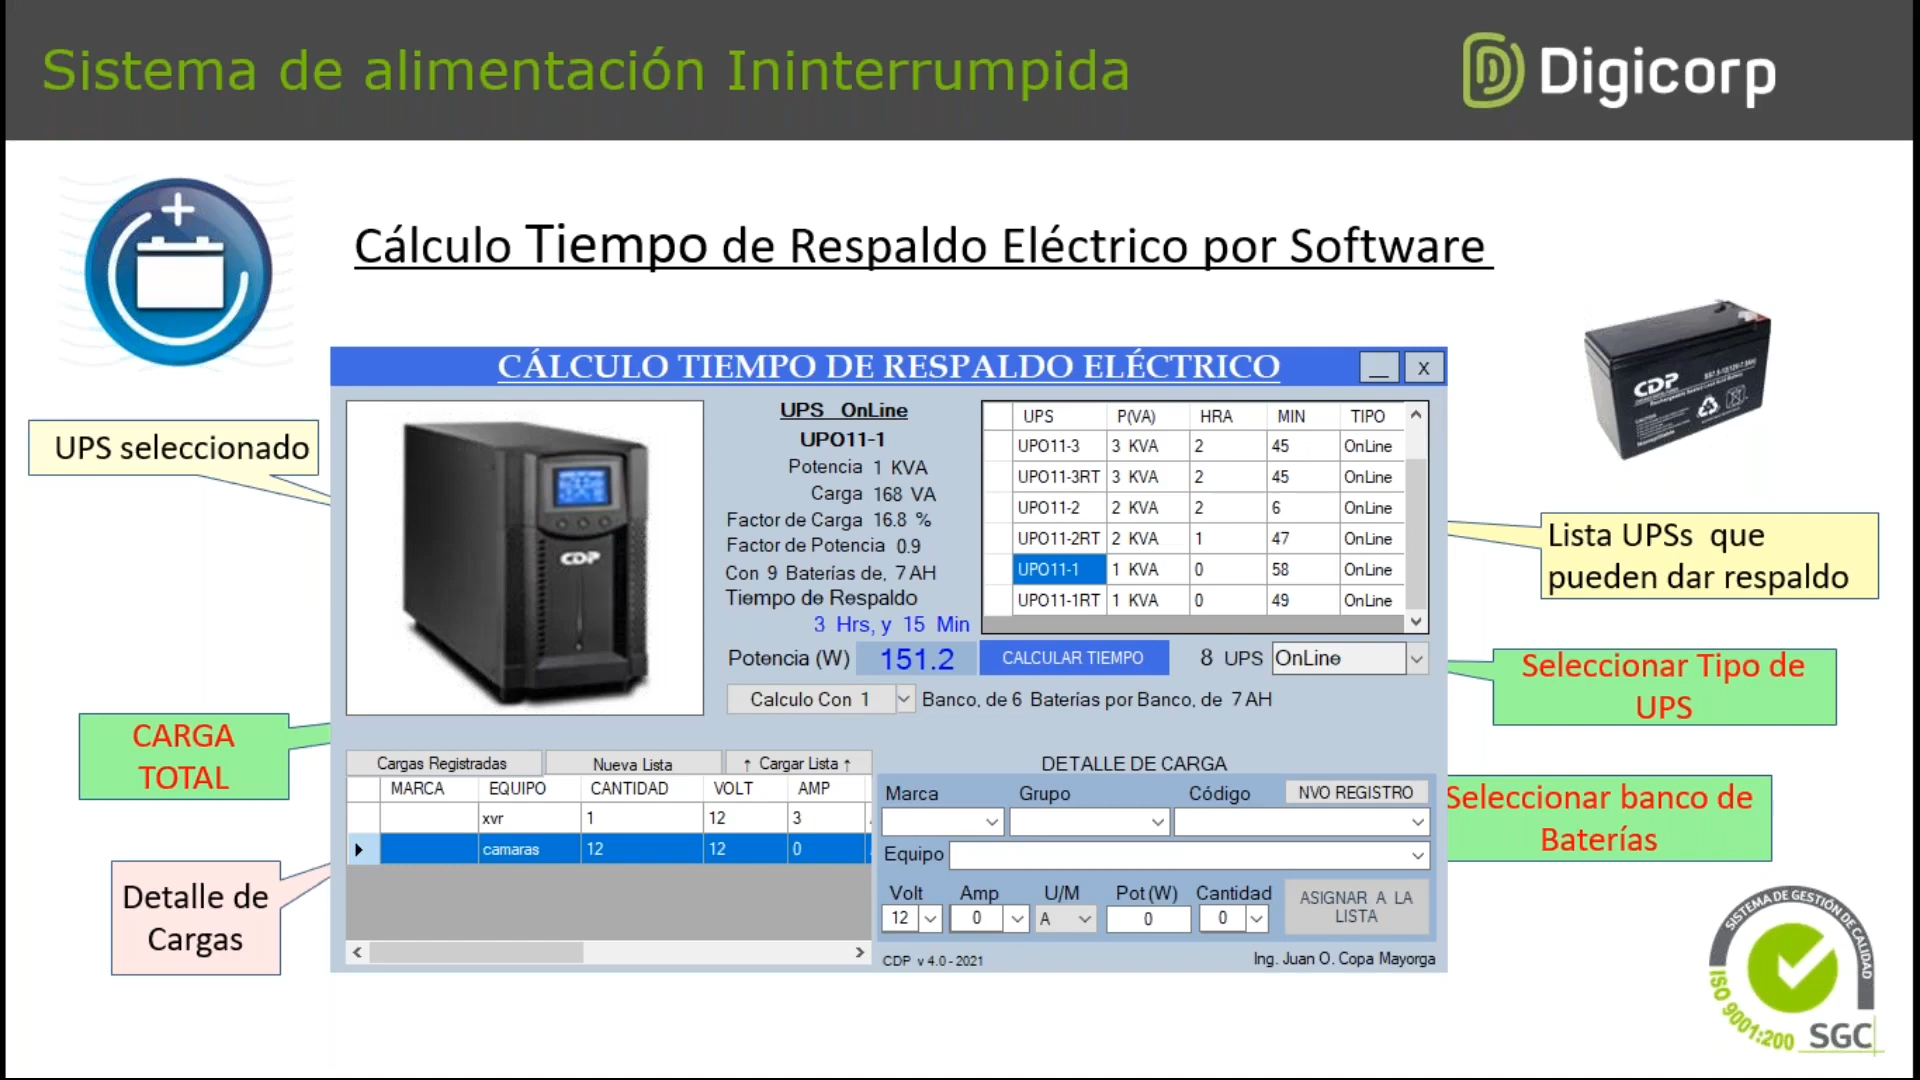 Sistema de alimentación Ininterrumpida
Digicorp
Cálculo Tiempo de Respaldo Eléctrico por Software
CÁLCULO TIEMPO DE RESPALDO ELÉCTRICO
__ X
UPS seleccionado
CDP
UPS OnLine
UPO11-1
Potencia 1 KVA
Carga 168 VA
Factor de Carga 16.8 %
Factor de Potencia 0.9
Con 9 Baterías de, 7 AH
Tiempo de Respaldo
3 Hrs, y 15 Min
UPS P(VA) HRA MIN TIPO
UPO11-3 3 KVA 2 45 OnLine
UPO11-3RT 3 KVA 2 45 OnLine
UPO11-2 2 KVA 2 6 OnLine
UPO11-2RT 2 KVA 1 47 OnLine
UPO11-1 1 KVA 0 58 OnLine
UPO11-1RT 1 KVA 0 49 OnLine
CDP
Lista UPSs que
pueden dar respaldo
Potencia (W) 151.2 CALCULAR TIEMPO 8 UPS OnLine
Calculo Con 1 Banco, de 6 Baterías por Banco, de 7 AH
Seleccionar Tipo de
UPS
CARGA
TOTAL
Cargas Registradas Nueva Lista ↑ Cargar Lista ↑
MARCA EQUIPO CANTIDAD VOLT AMP
xvr 1 12 3
camaras 12 12 0
DETALLE DE CARGA
Marca Grupo Código NVO REGISTRO
Equipo
Volt Amp U/M Pot (W) Cantidad
12 0 A 0 0
ASIGNAR A LA
LISTA
Seleccionar banco de
Baterías
Detalle de
Cargas
CDP v 4.0 - 2021
Ing. Juan O. Copa Mayorga
SISTEMA DE GESTIÓN DE CALIDAD
ISO 9001:200
SGC